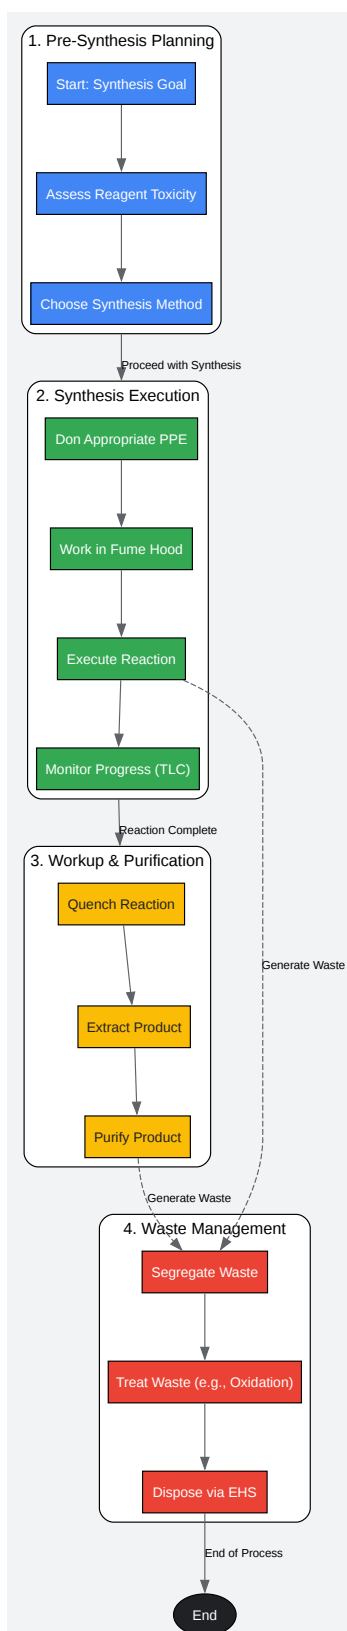 1. Pre-Synthesis Planning
Start: Synthesis Goal
Assess Reagent Toxicity
Choose Synthesis Method
Proceed with Synthesis
2. Synthesis Execution
Don Appropriate PPE
Work in Fume Hood
Execute Reaction
Monitor Progress (TLC)
Reaction Complete
3. Workup & Purification
Quench Reaction
Generate Waste
Extract Product
Purify Product
Generate Waste
4. Waste Management
Segregate Waste
Treat Waste (e.g., Oxidation)
Dispose via EHS
End of Process
End